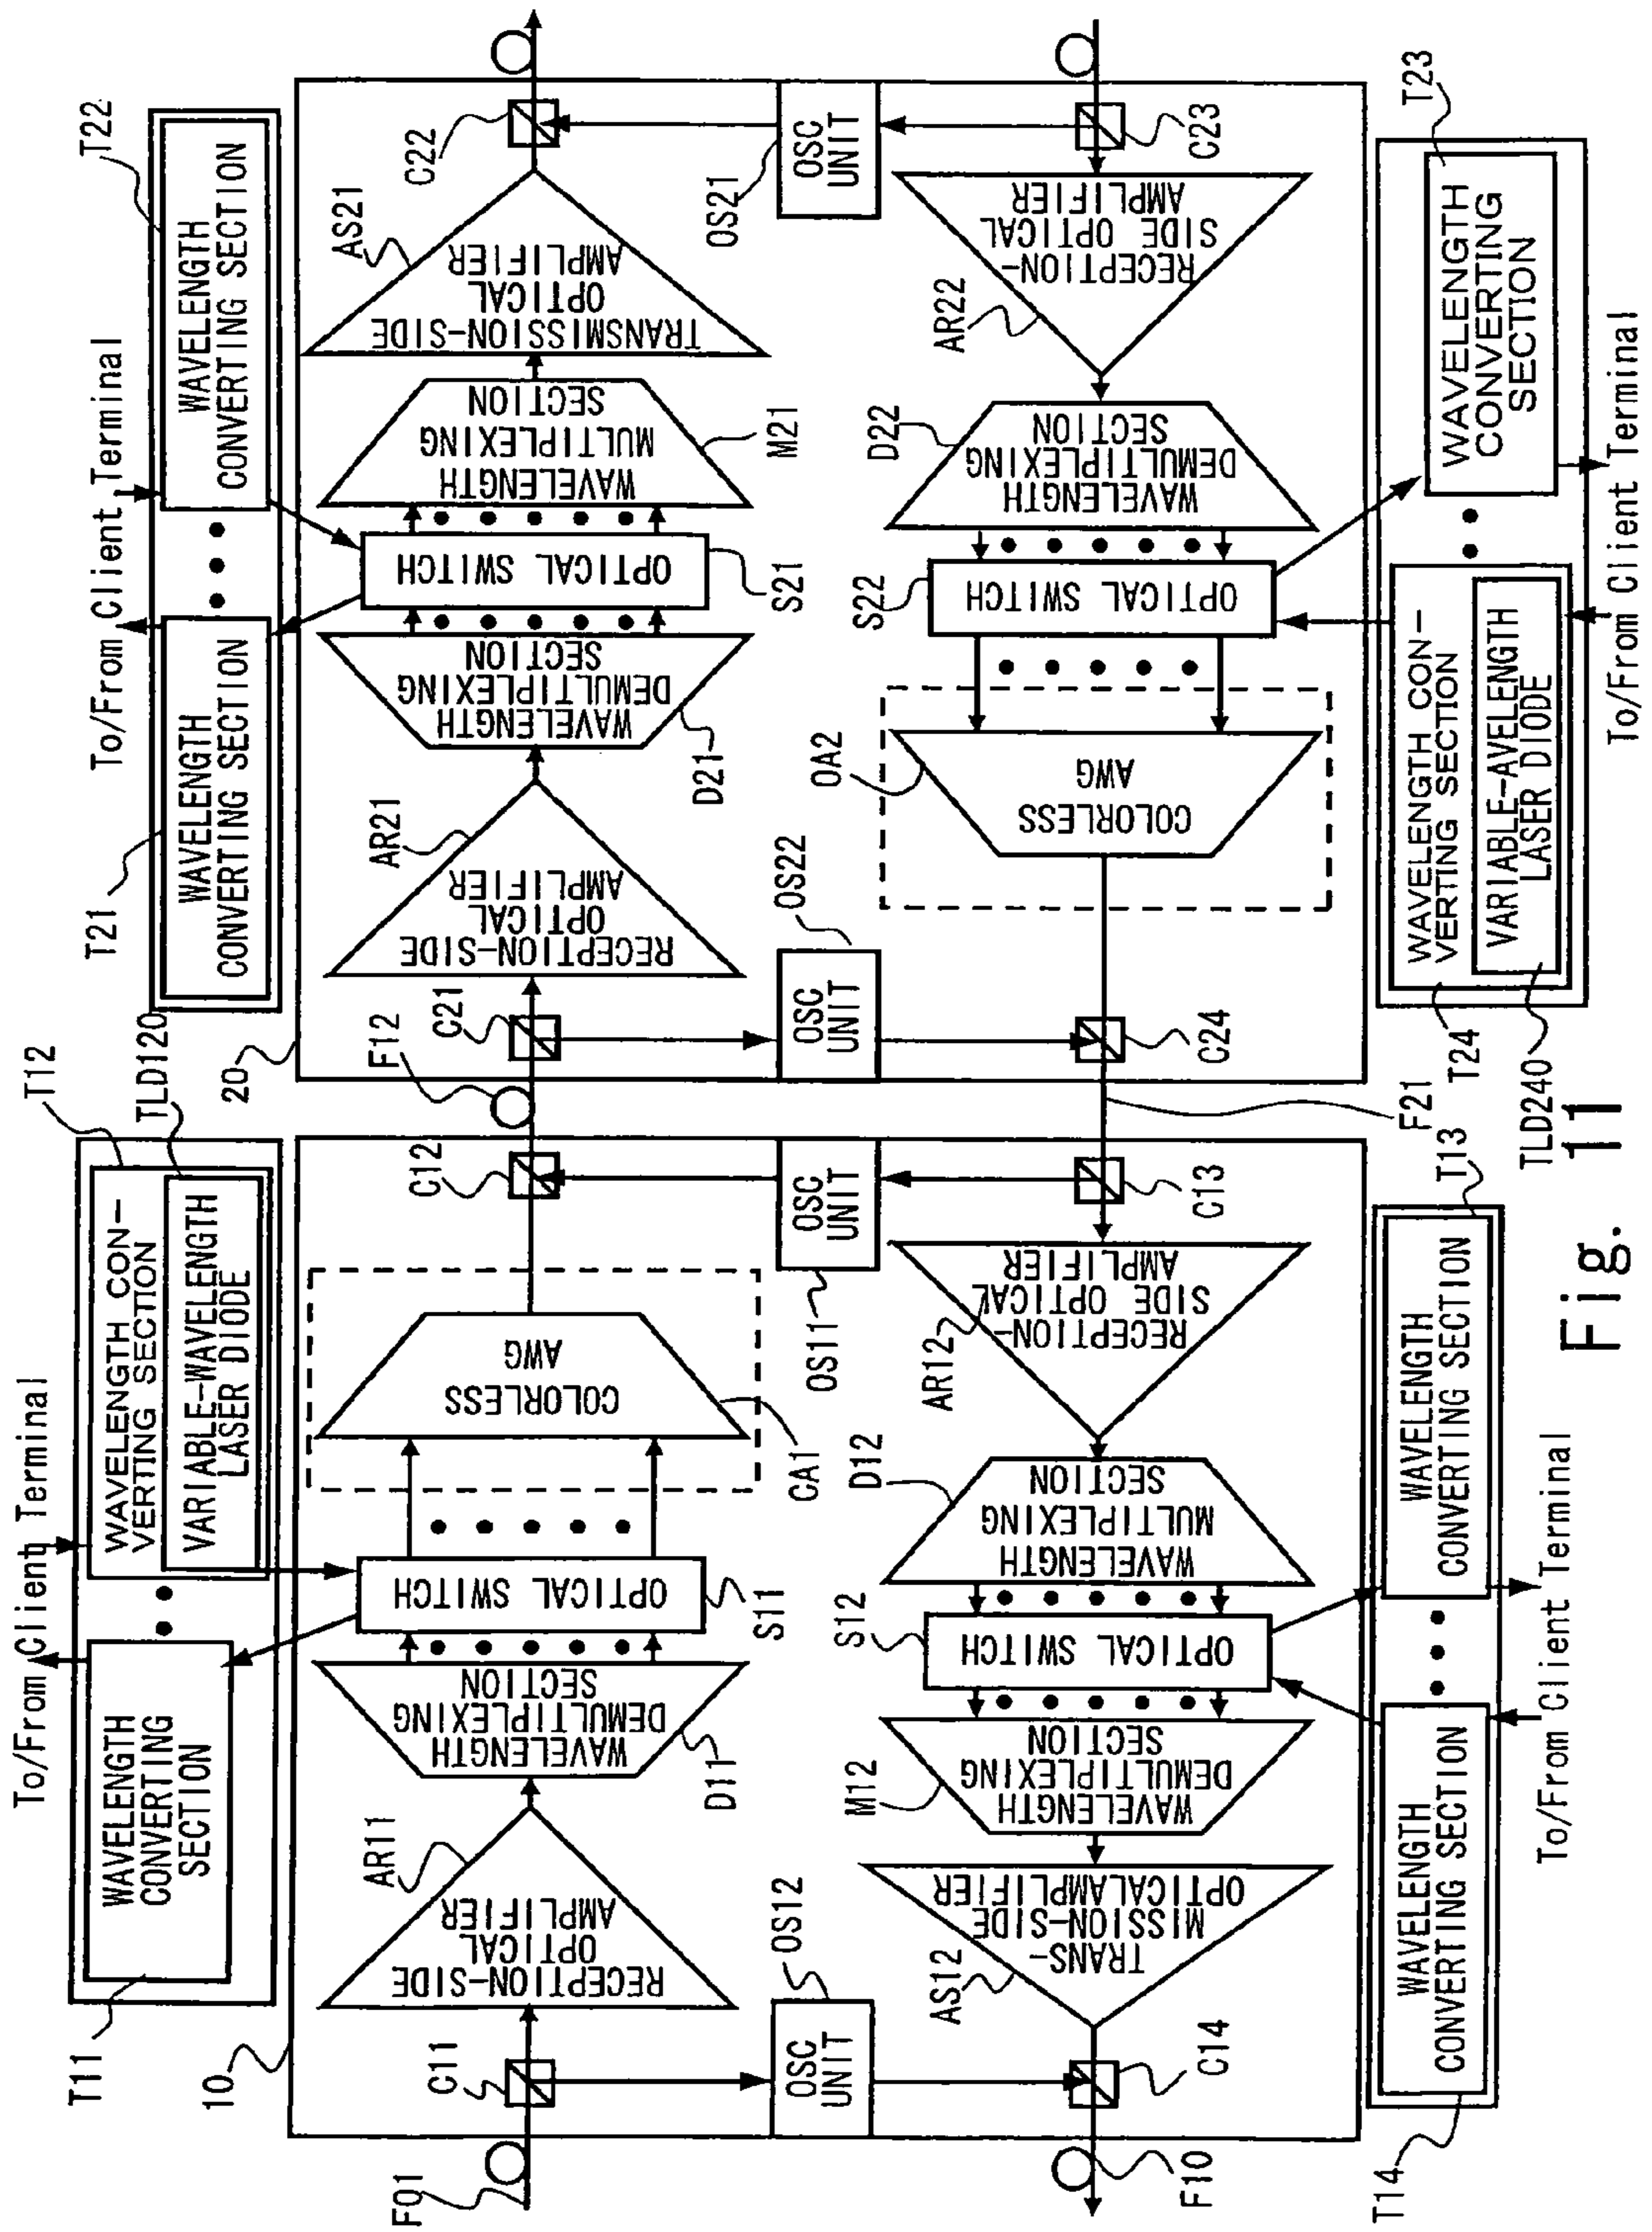 To/From Client Terminal
T11
WAVELENGTH
CONVERTING
SECTION
T12
WAVELENGTH CON-
VERTING SECTION
TLD120
VARIABLE-WAVELENGTH
LASER DIODE
To/From Client Terminal
T21
WAVELENGTH
CONVERTING SECTION
T22
WAVELENGTH
CONVERTING SECTION
10
F01
C11
AR11
RECEPTION-SIDE
OPTICAL
AMPLIFIER
D11
WAVELENGTH
DEMULTIPLEXING
SECTION
S11
OPTICAL SWITCH
CA1
COLORLESS
AWG
C12
F12
20
C21
AR21
RECEPTION-SIDE
OPTICAL
AMPLIFIER
D21
WAVELENGTH
DEMULTIPLEXING
SECTION
S21
OPTICAL SWITCH
M21
WAVELENGTH
MULTIPLEXING
SECTION
AS21
TRANSMISSION-SIDE
OPTICAL
AMPLIFIER
C22
OS12
OSC
UNIT
OS11
OSC
UNIT
OS22
OSC
UNIT
OS21
OSC
UNIT
F10
C14
AS12
TRANS-
MISSION-SIDE
OPTICALAMPLIFIER
M12
WAVELENGTH
DEMULTIPLEXING
SECTION
S12
OPTICAL SWITCH
D12
WAVELENGTH
MULTIPLEXING
SECTION
AR12
RECEPTION-
SIDE OPTICAL
AMPLIFIER
C13
F21
C24
OA2
COLORLESS
AWG
S22
OPTICAL SWITCH
D22
WAVELENGTH
DEMULTIPLEXING
SECTION
AR22
RECEPTION-
SIDE OPTICAL
AMPLIFIER
C23
T14
WAVELENGTH
CONVERTING SECTION
T13
WAVELENGTH
CONVERTING SECTION
To/From Client Terminal
T24
WAVELENGTH CON-
VERTING SECTION
TLD240
VARIABLE-AVELENGTH
LASER DIODE
T23
WAVELENGTH
CONVERTING
SECTION
To/From Client Terminal
Fig. 11